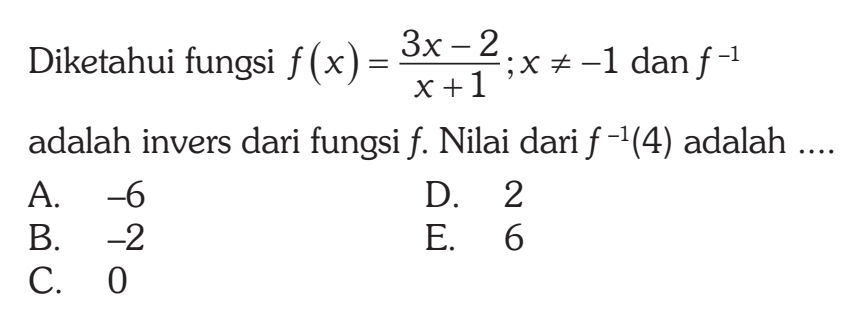 Diketahui fungsi f(x) = (3x – 2)/(x + 1); x ≠ –1 dan f⁻¹
adalah invers dari fungsi f. Nilai dari f⁻¹(4) adalah ....
A. –6 D. 2
B. –2 E. 6
C. 0